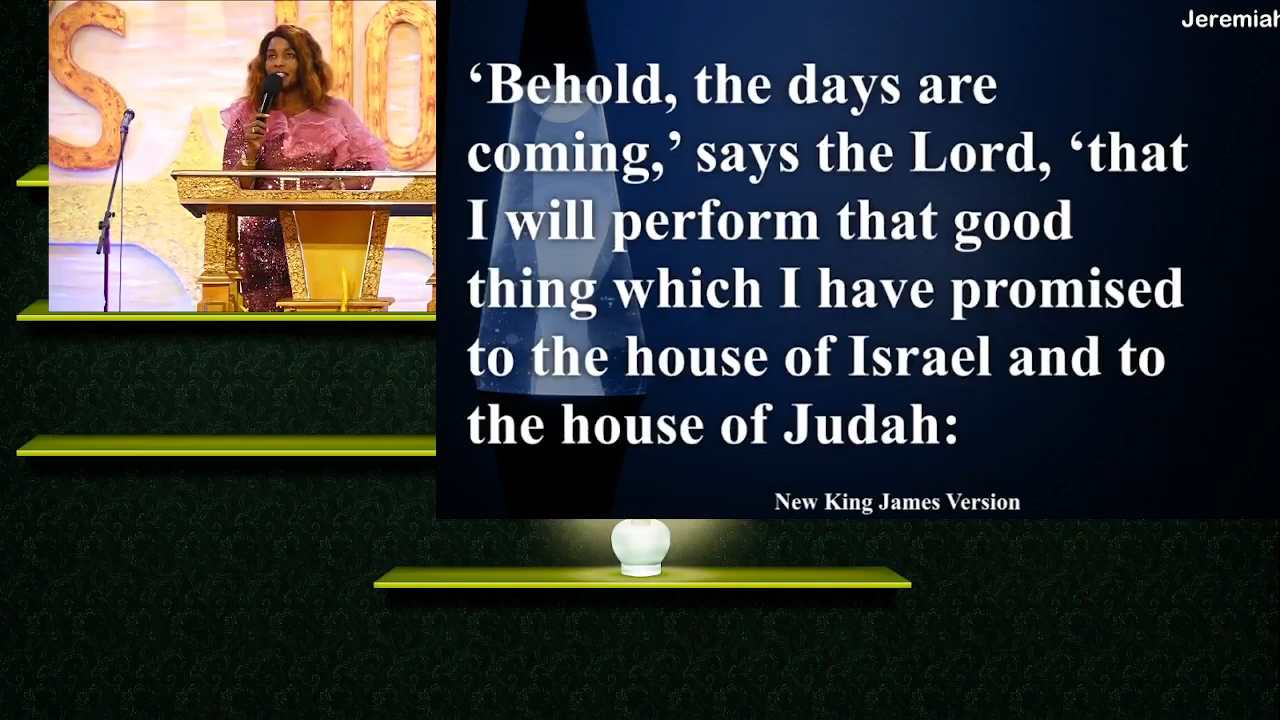 Jeremiah
‘Behold, the days are
coming,’ says the Lord, ‘that
I will perform that good
thing which I have promised
to the house of Israel and to
the house of Judah:
New King James Version